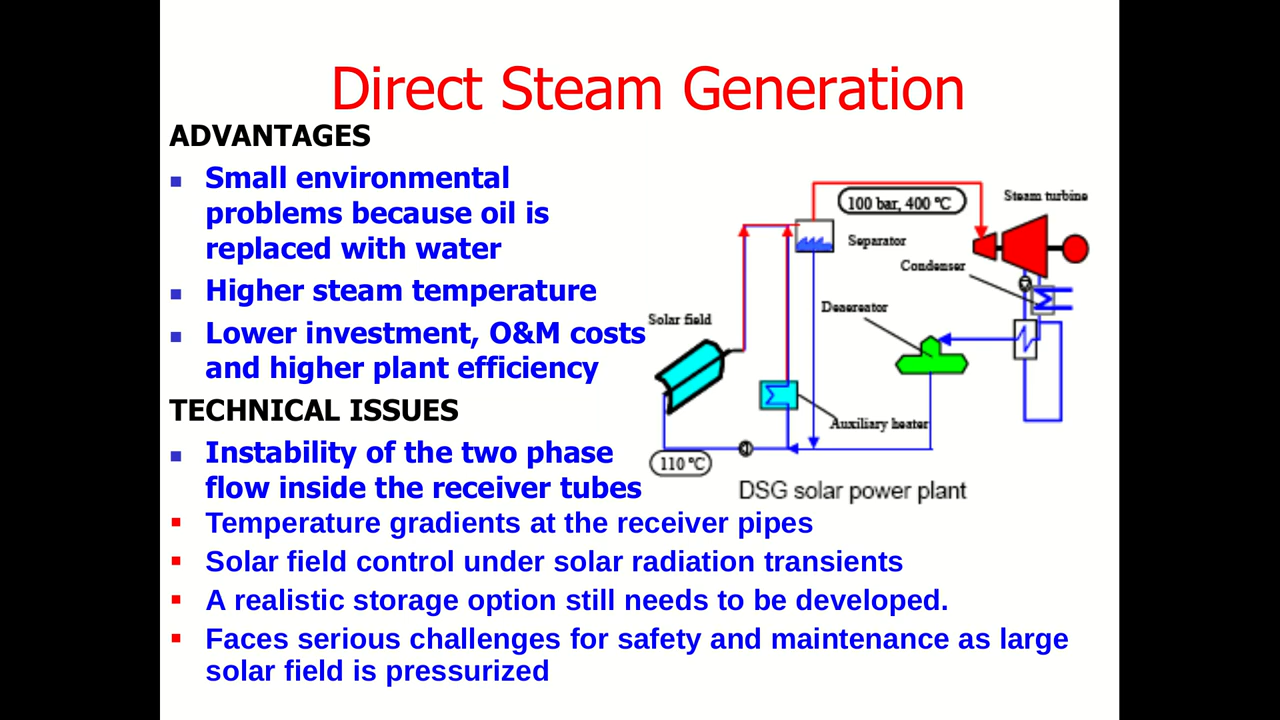 Direct Steam Generation
ADVANTAGES
Small environmental
problems because oil is
replaced with water
Higher steam temperature
Lower investment, O&M costs
and higher plant efficiency
TECHNICAL ISSUES
Instability of the two phase
flow inside the receiver tubes
Temperature gradients at the receiver pipes
Solar field control under solar radiation transients
A realistic storage option still needs to be developed.
Faces serious challenges for safety and maintenance as large
solar field is pressurized
100 bar, 400 ºC
Steam turbine
Separator
Condenser
Deaereator
Solar field
Auxiliary heater
110 ºC
DSG solar power plant